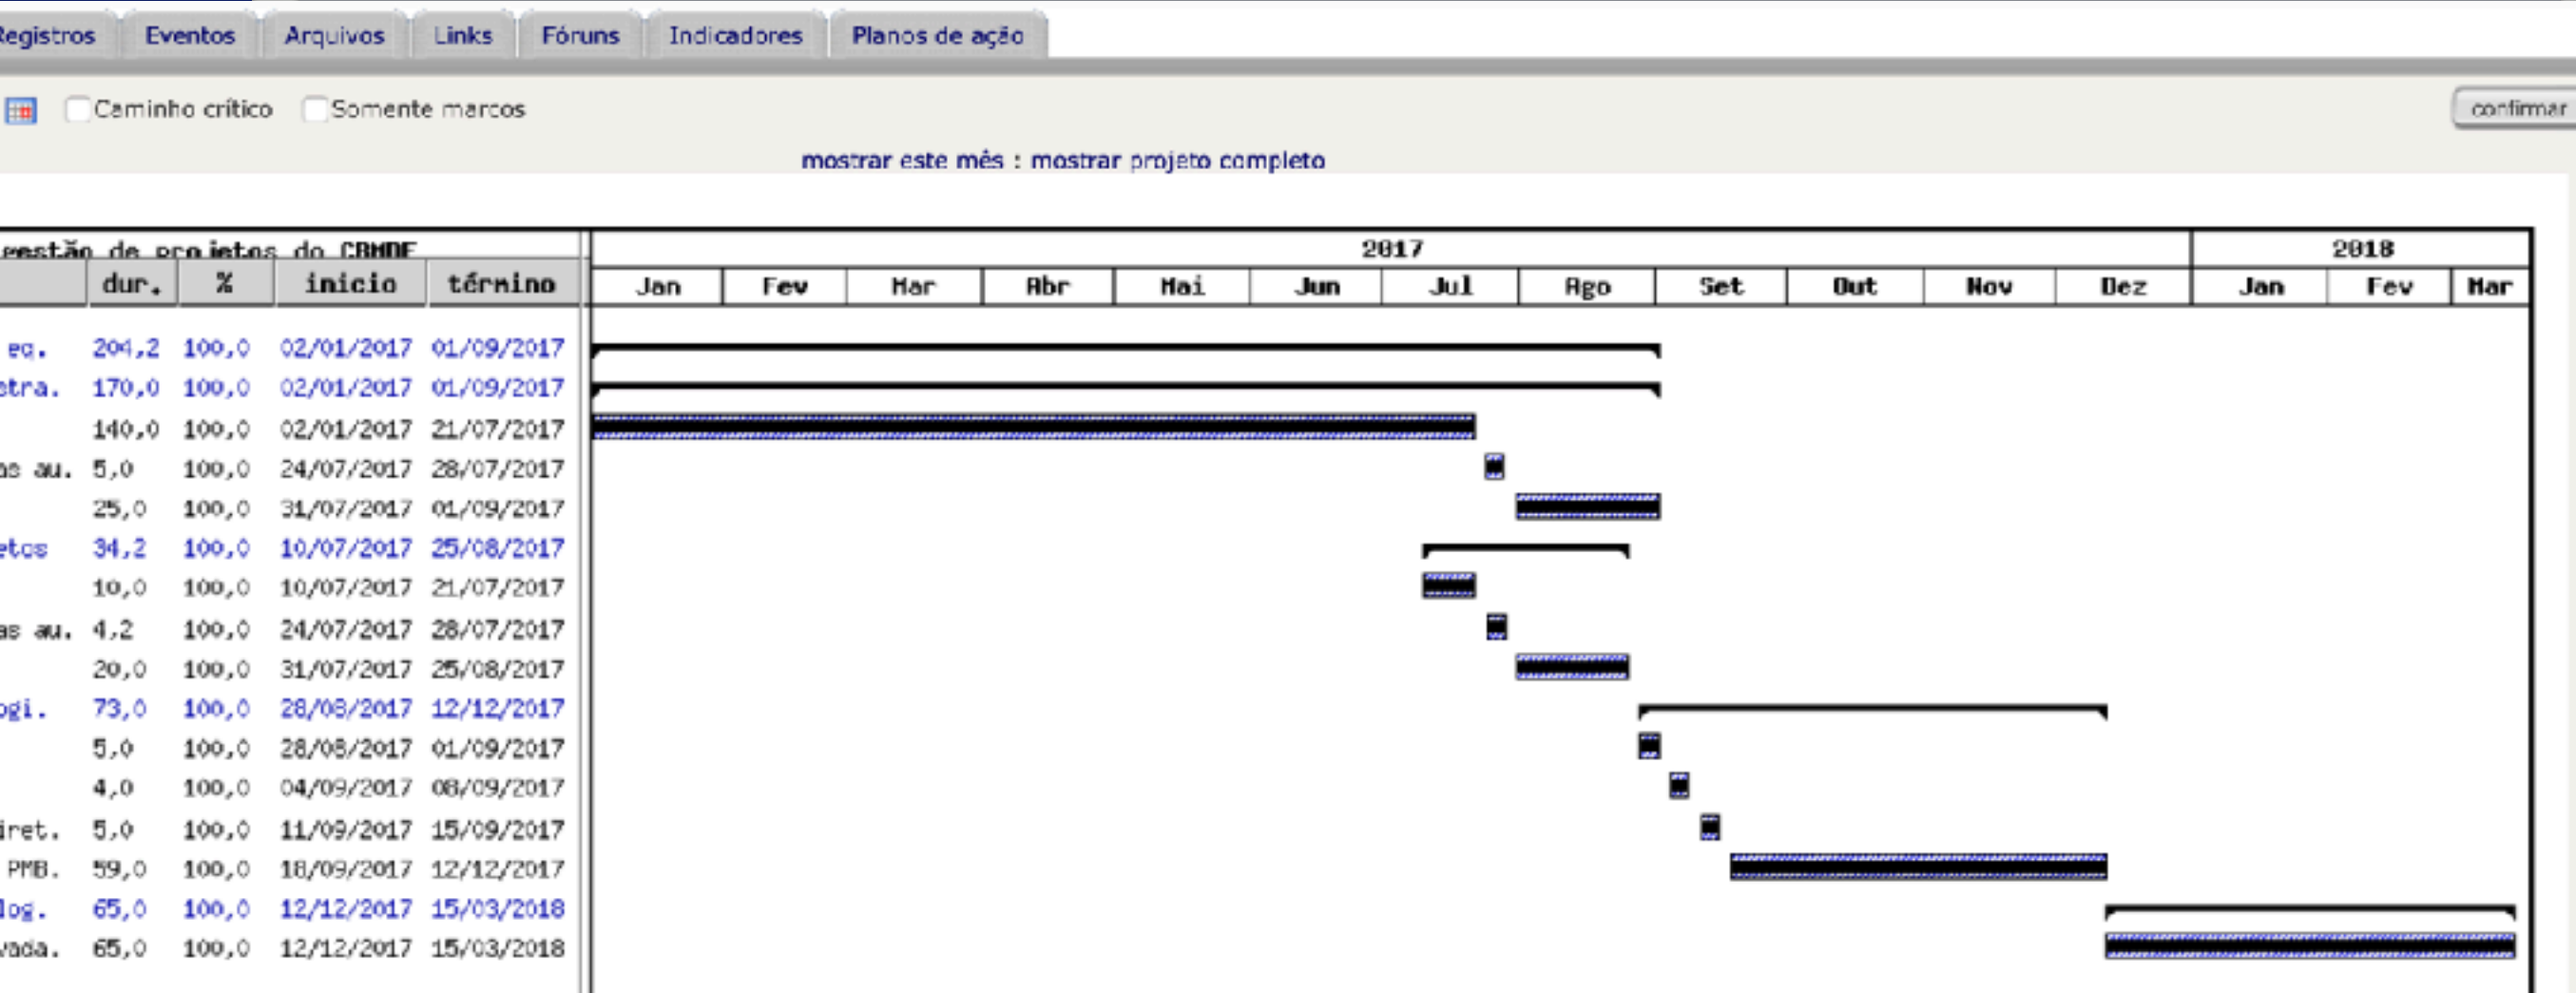 Registros Eventos Arquivos Links Fóruns Indicadores Planos de ação
Caminho crítico Somente marcos confirmar
mostrar este mês : mostrar projeto completo
gestão de projetos do CBMDF 2017 2018
dur. % inicio término Jan Fev Mar Abr Mai Jun Jul Ago Set Out Nov Dez Jan Fev Mar
eq. 204,2 100,0 02/01/2017 01/09/2017
etra. 170,0 100,0 02/01/2017 01/09/2017
140,0 100,0 02/01/2017 21/07/2017
as au. 5,0 100,0 24/07/2017 28/07/2017
25,0 100,0 31/07/2017 01/09/2017
etos 34,2 100,0 10/07/2017 25/08/2017
10,0 100,0 10/07/2017 21/07/2017
as au. 4,2 100,0 24/07/2017 28/07/2017
20,0 100,0 31/07/2017 25/08/2017
ogi. 73,0 100,0 28/08/2017 12/12/2017
5,0 100,0 28/08/2017 01/09/2017
4,0 100,0 04/09/2017 08/09/2017
iret. 5,0 100,0 11/09/2017 15/09/2017
PMB. 59,0 100,0 18/09/2017 12/12/2017
log. 65,0 100,0 12/12/2017 15/03/2018
vada. 65,0 100,0 12/12/2017 15/03/2018